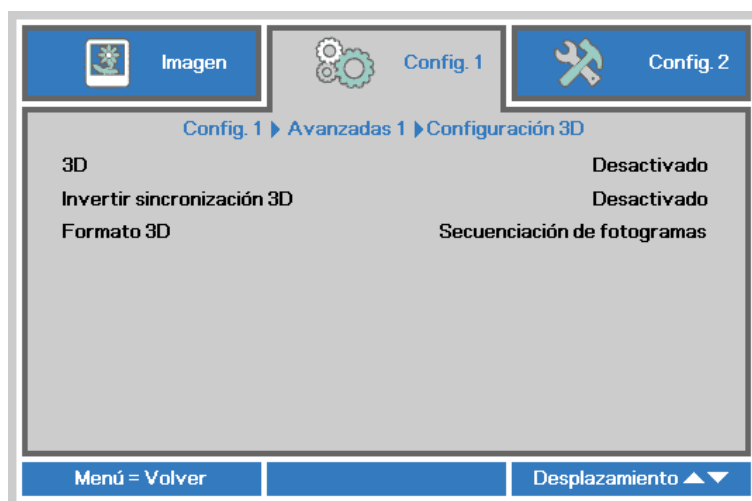 Imagen Config. 1 Config. 2
Config. 1 Avanzadas 1 Configuración 3D
3D Desactivado
Invertir sincronización 3D Desactivado
Formato 3D Secuenciación de fotogramas
Menú = Volver Desplazamiento ▲▼